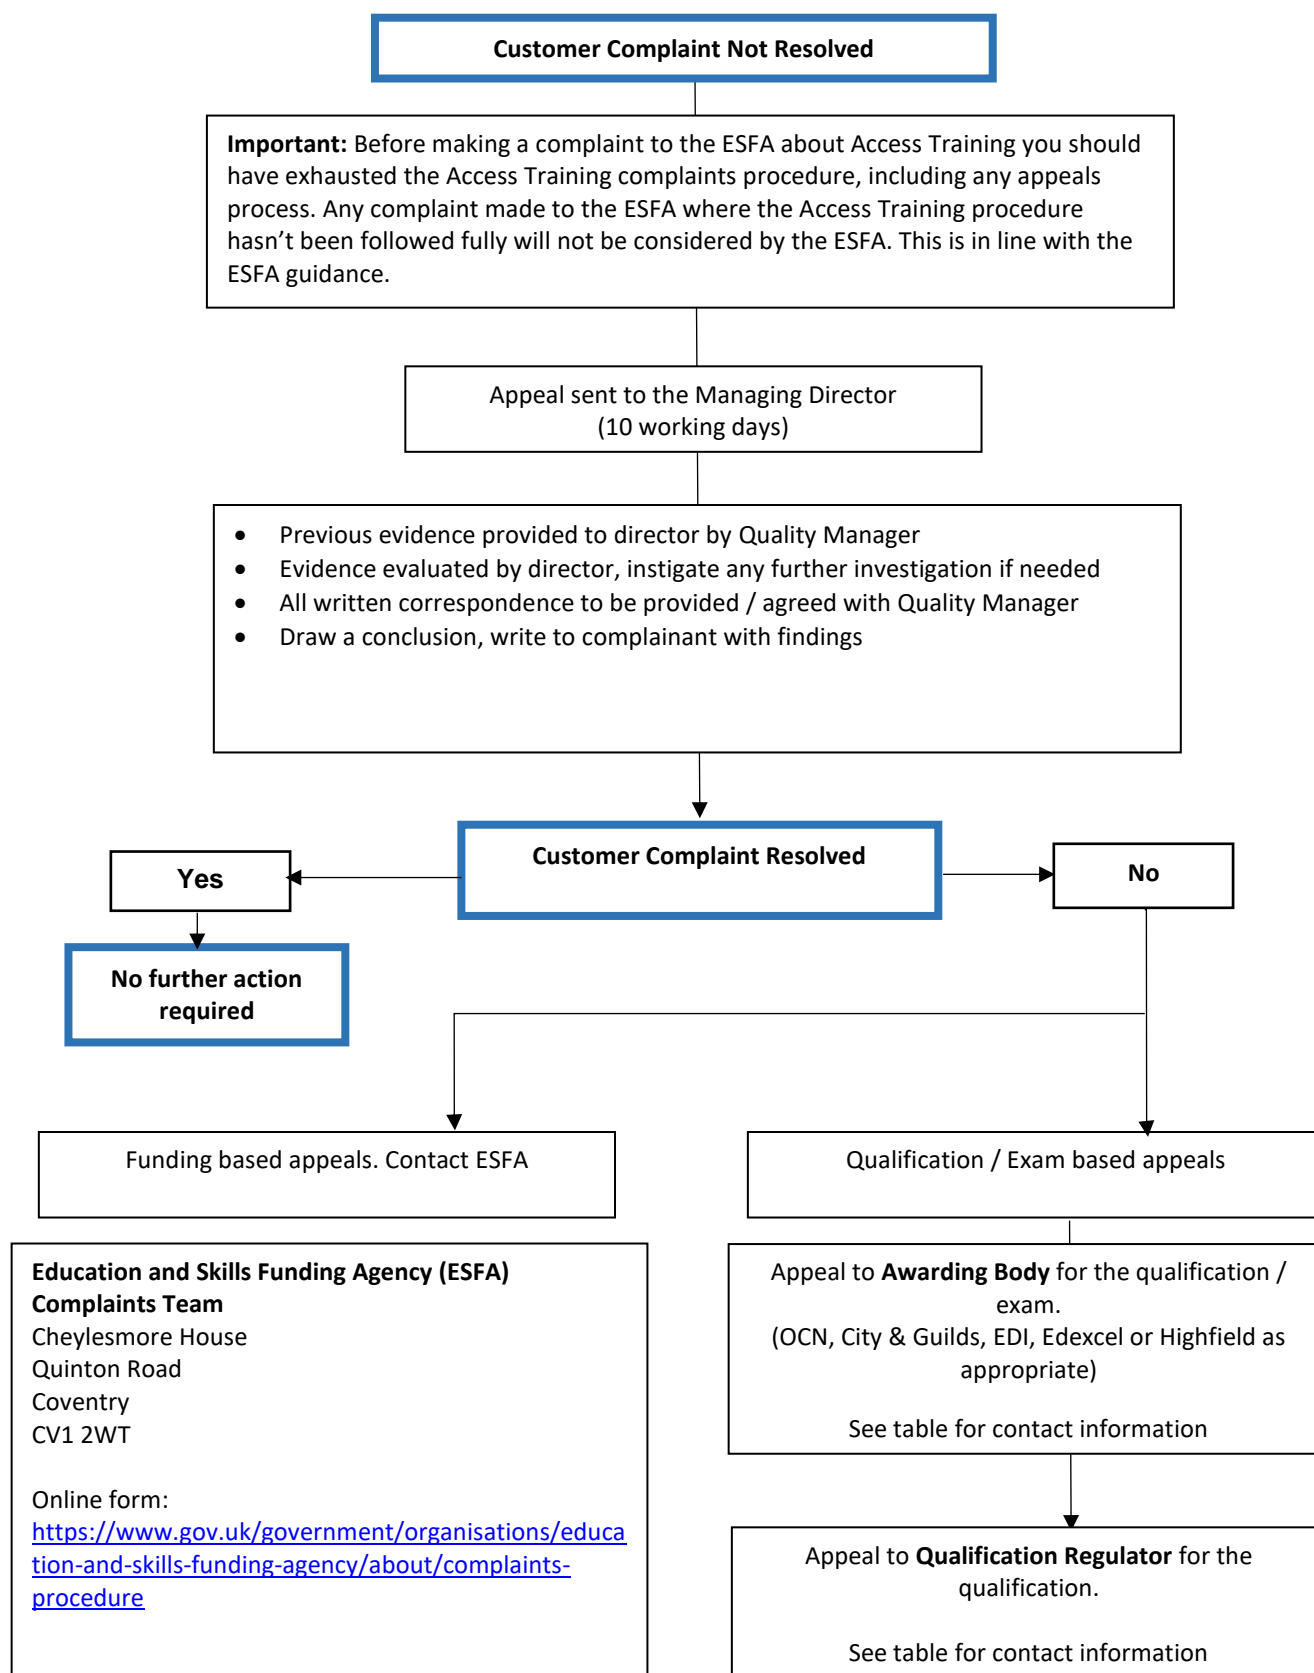 Customer Complaint Not Resolved
Important: Before making a complaint to the ESFA about Access Training you should
have exhausted the Access Training complaints procedure, including any appeals
process. Any complaint made to the ESFA where the Access Training procedure
hasn’t been followed fully will not be considered by the ESFA. This is in line with the
ESFA guidance.
Appeal sent to the Managing Director
(10 working days)
• Previous evidence provided to director by Quality Manager
• Evidence evaluated by director, instigate any further investigation if needed
• All written correspondence to be provided / agreed with Quality Manager
• Draw a conclusion, write to complainant with findings
Customer Complaint Resolved
Yes
No
No further action
required
Funding based appeals. Contact ESFA
Qualification / Exam based appeals
Education and Skills Funding Agency (ESFA)
Complaints Team
Cheylesmore House
Quinton Road
Coventry
CV1 2WT
Online form:
https://www.gov.uk/government/organisations/educa
tion-and-skills-funding-agency/about/complaints-
procedure
Appeal to Awarding Body for the qualification /
exam.
(OCN, City & Guilds, EDI, Edexcel or Highfield as
appropriate)
See table for contact information
Appeal to Qualification Regulator for the
qualification.
See table for contact information